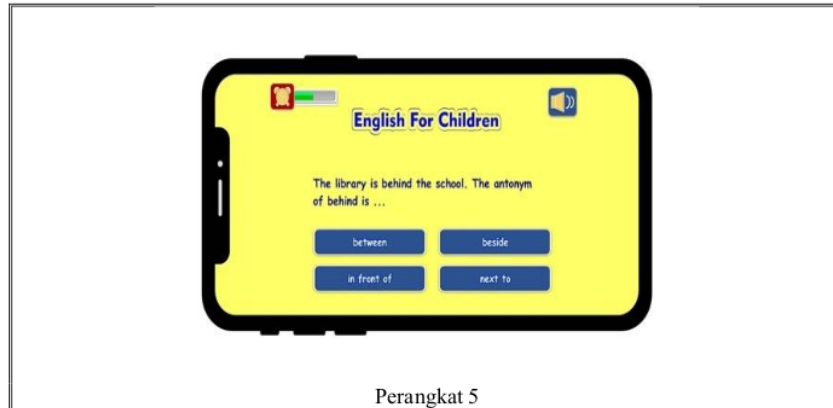 English For Children
The library is behind the school. The antonym
of behind is ...
between
beside
in front of
next to
Perangkat 5